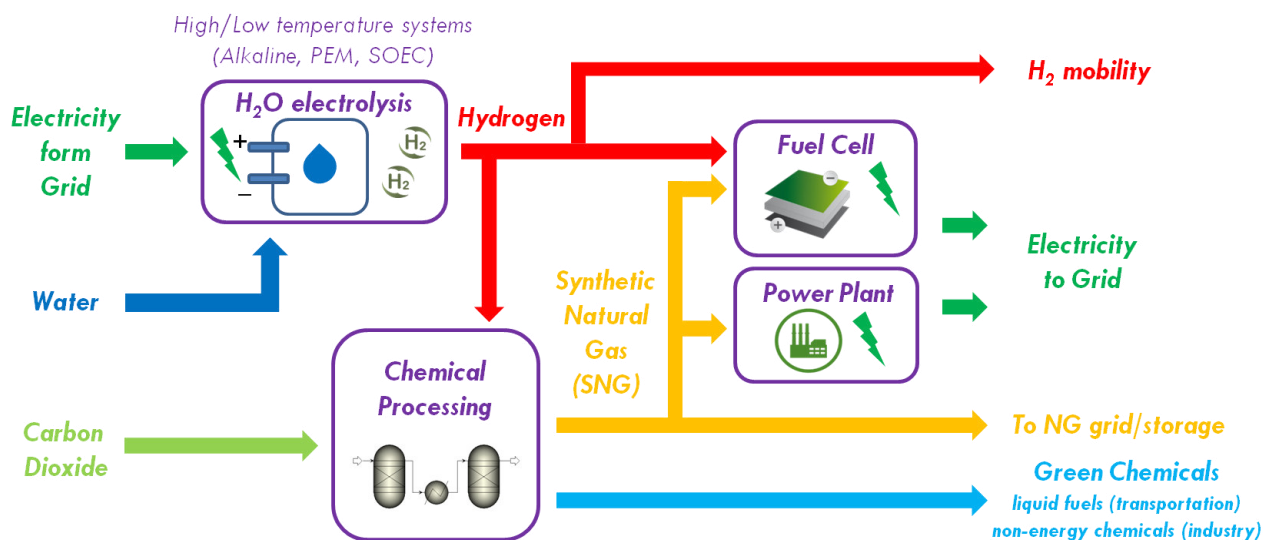 High/Low temperature systems
(Alkaline, PEM, SOEC)
H₂O electrolysis
+
−
H₂
H₂
Electricity
form
Grid
Water
Carbon
Dioxide
Hydrogen
Chemical
Processing
Synthetic
Natural
Gas
(SNG)
Fuel Cell
−
+
Power Plant
H₂ mobility
Electricity
to Grid
To NG grid/storage
Green Chemicals
liquid fuels (transportation)
non-energy chemicals (industry)